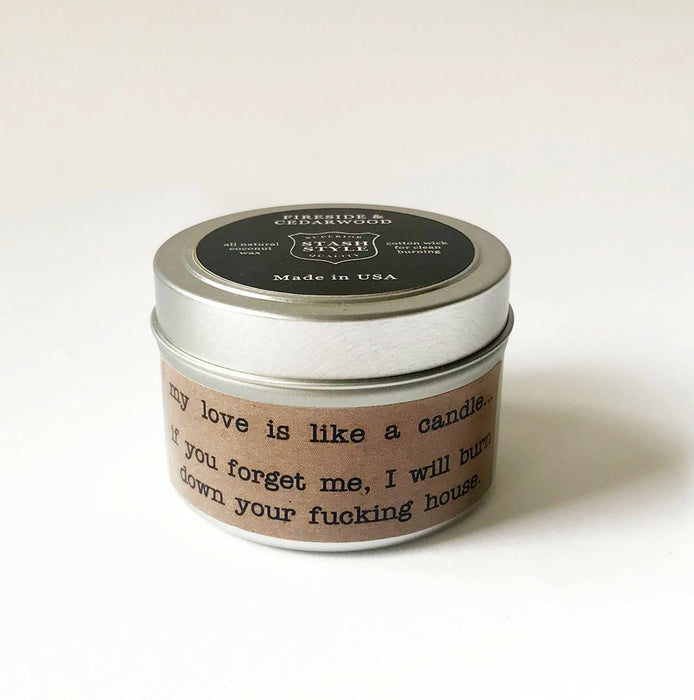 FIRESIDE &
CEDARWOOD
all natural
coconut
wax
SUPERIOR
STASH
STYLE
QUALITY
cotton wick
for clean
burning
Made in USA
my love is like a candle...
if you forget me, I will burn
down your fucking house.